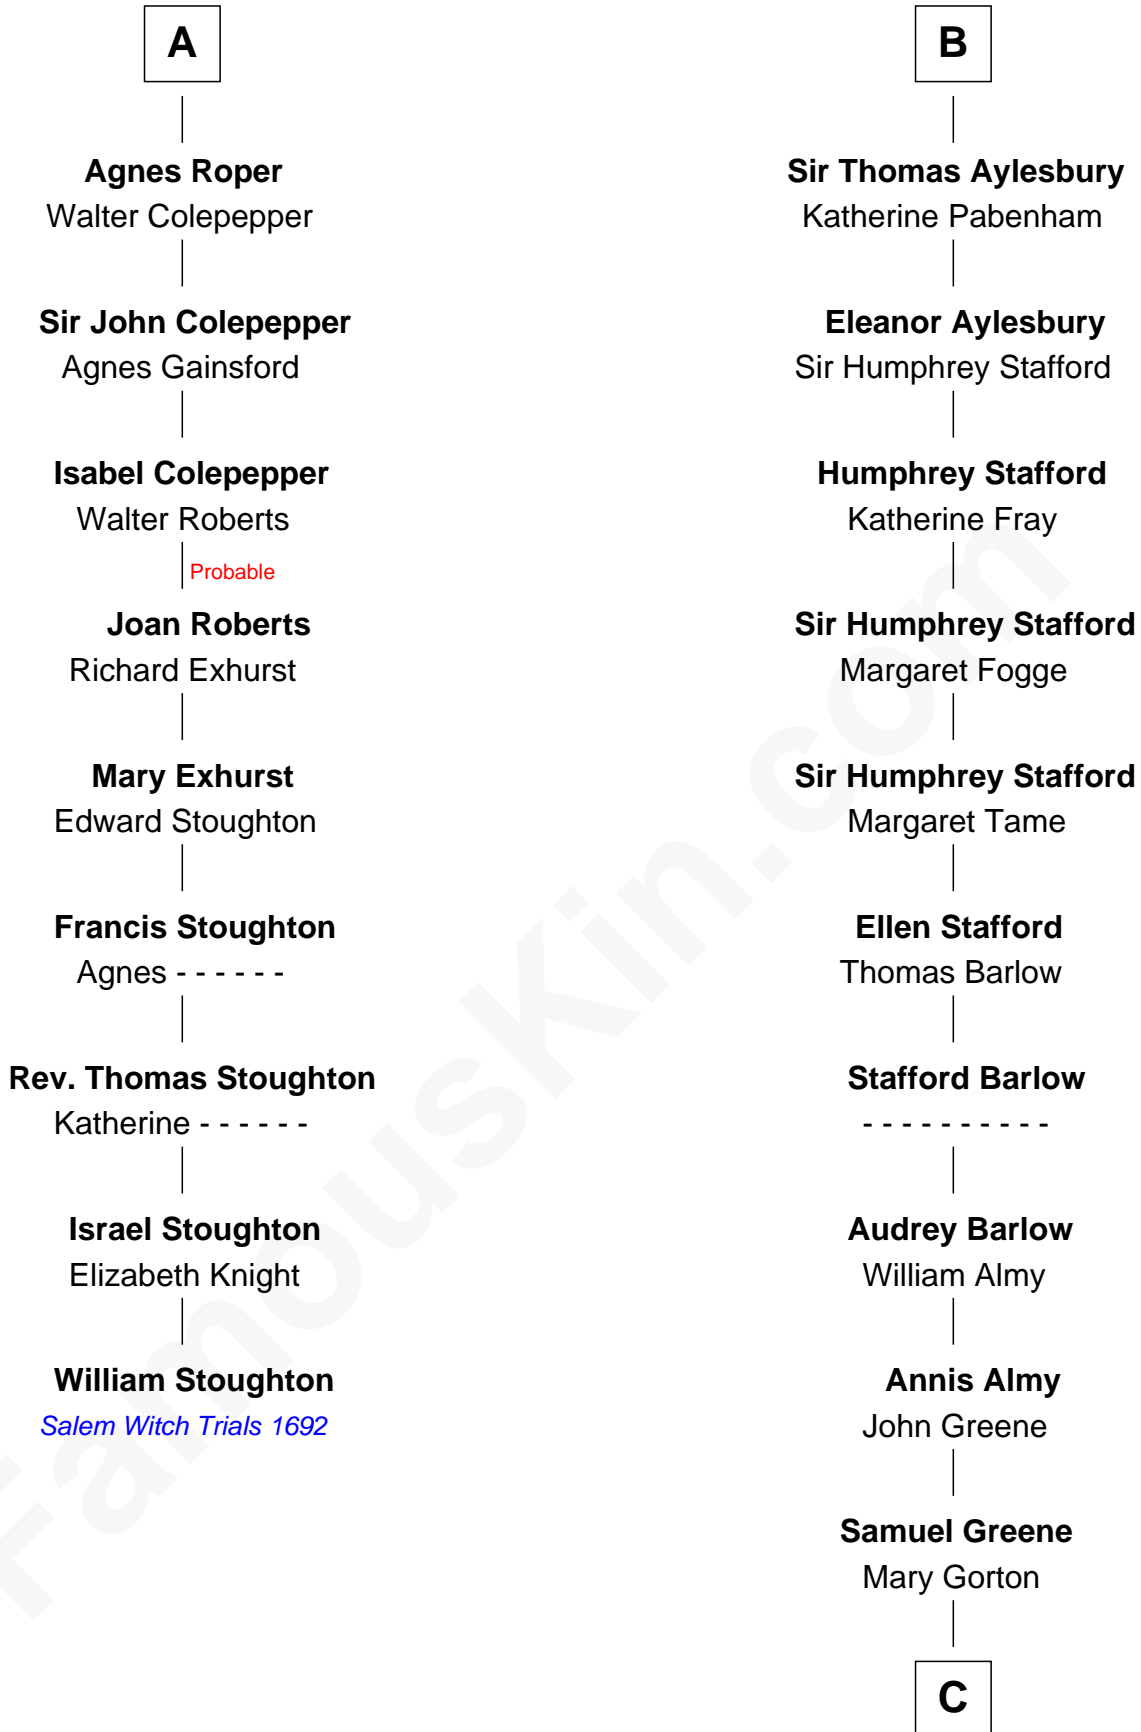 A
Agnes Roper
Walter Colepepper
Sir John Colepepper
Agnes Gainsford
Isabel Colepepper
Walter Roberts
Probable
Joan Roberts
Richard Exhurst
Mary Exhurst
Edward Stoughton
Francis Stoughton
Agnes - - - - - -
Rev. Thomas Stoughton
Katherine - - - - - -
Israel Stoughton
Elizabeth Knight
William Stoughton
Salem Witch Trials 1692
B
Sir Thomas Aylesbury
Katherine Pabenham
Eleanor Aylesbury
Sir Humphrey Stafford
Humphrey Stafford
Katherine Fray
Sir Humphrey Stafford
Margaret Fogge
Sir Humphrey Stafford
Margaret Tame
Ellen Stafford
Thomas Barlow
Stafford Barlow
- - - - - - - - - -
Audrey Barlow
William Almy
Annis Almy
John Greene
Samuel Greene
Mary Gorton
C
FamousKin.com